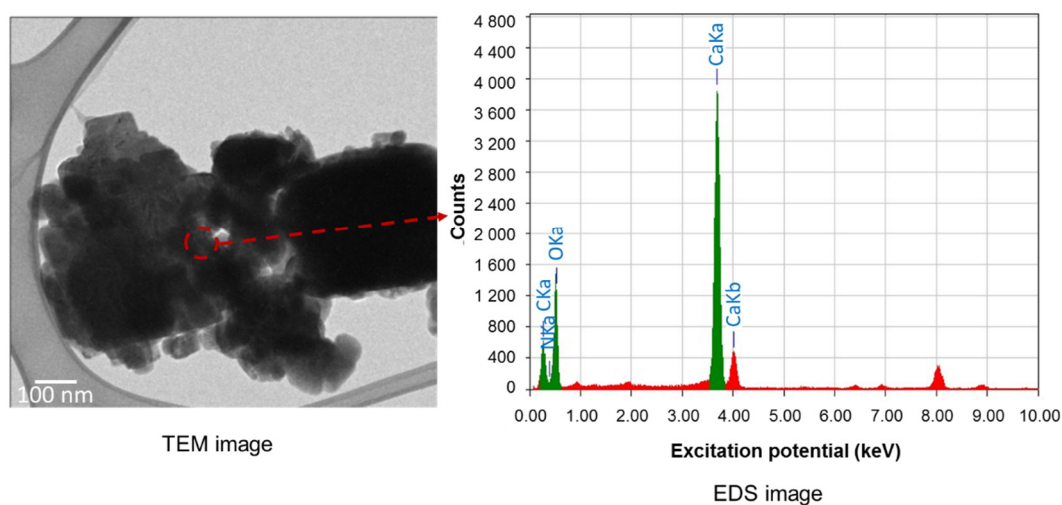 100 nm
TEM image
4 800
4 400
4 000
3 600
3 200
2 800
2 400
2 000
1 600
1 200
800
400
0
Counts
CKa
NKa
OKa
CaKa
CaKb
0.00 1.00 2.00 3.00 4.00 5.00 6.00 7.00 8.00 9.00 10.00
Excitation potential (keV)
EDS image